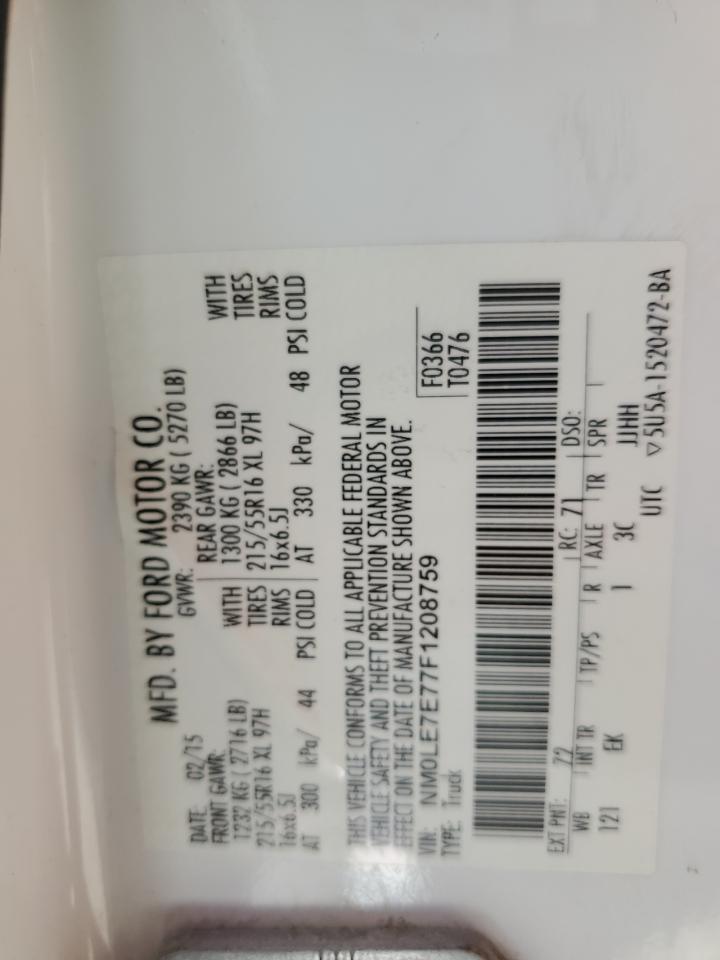 MFD. BY FORD MOTOR CO.
DATE: 02/15 GVWR: 2390 KG ( 5270 LB)
FRONT GAWR: REAR GAWR:
1232 KG ( 2716 LB) WITH 1300 KG ( 2866 LB) WITH
215/55R16 XL 97H TIRES 215/55R16 XL 97H TIRES
16x6.5J RIMS 16x6.5J RIMS
AT 300 kPa/ 44 PSI COLD AT 330 kPa/ 48 PSI COLD
THIS VEHICLE CONFORMS TO ALL APPLICABLE FEDERAL MOTOR
VEHICLE SAFETY AND THEFT PREVENTION STANDARDS IN
EFFECT ON THE DATE OF MANUFACTURE SHOWN ABOVE.
VIN: NM0LE7E77F1208759 F0366
TYPE: Truck T0476
EXT PNT: 72 RC: 71 DSO:
WB INT TR TP/PS R AXLE TR SPR
121 EK 1 3C JJHH
UTC ▽5U5A-1520472-BA